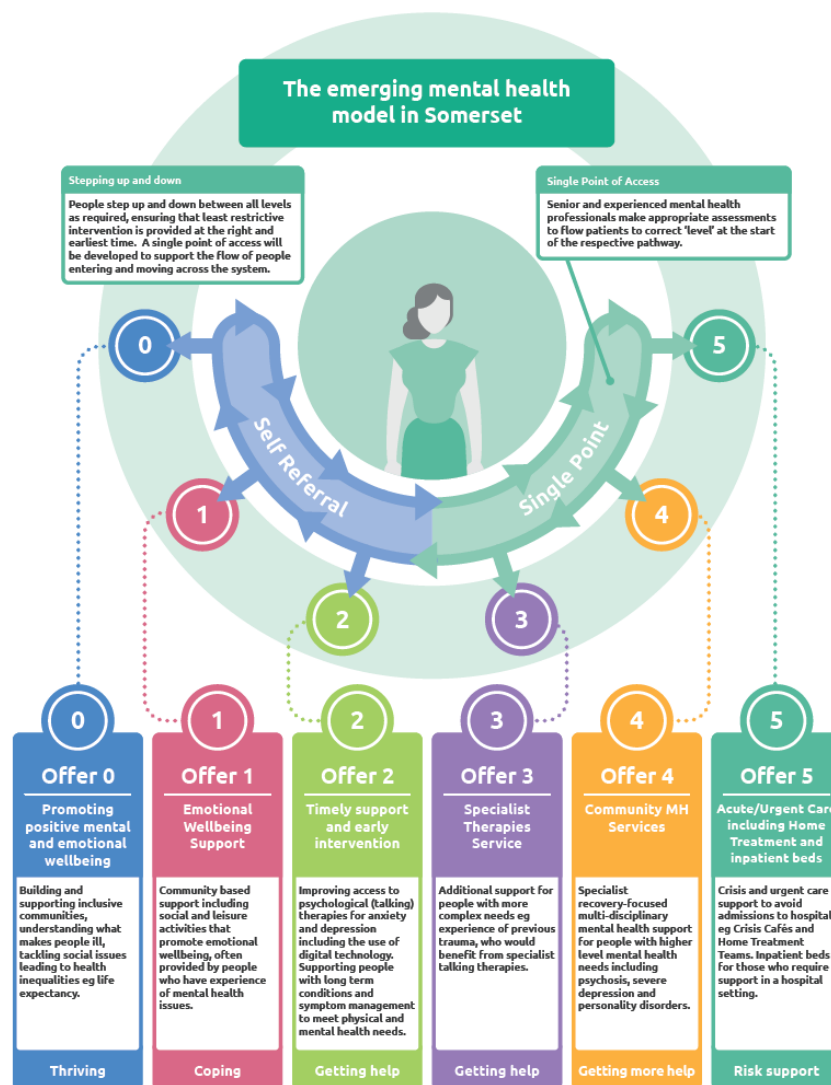 The emerging mental health
model in Somerset
Stepping up and down
People step up and down between all levels
as required, ensuring that least restrictive
intervention is provided at the right and
earliest time.  A single point of access will
be developed to support the flow of people
entering and moving across the system.
Single Point of Access
Senior and experienced mental health
professionals make appropriate assessments
to flow patients to correct ‘level’ at the start
of the respective pathway.
0
5
Self Referral
Single Point
1
4
2
3
0
Offer 0
Promoting
positive mental
and emotional
wellbeing
Building and
supporting inclusive
communities,
understanding what
makes people ill,
tackling social issues
leading to health
inequalities eg life
expectancy.
Thriving
1
Offer 1
Emotional
Wellbeing
Support
Community based
support including
social and leisure
activities that
promote emotional
wellbeing, often
provided by people
who have experience
of mental health
issues.
Coping
2
Offer 2
Timely support
and early
intervention
Improving access to
psychological (talking)
therapies for anxiety
and depression
including the use of
digital technology.
Supporting people
with long term
conditions and
symptom management
to meet physical and
mental health needs.
Getting help
3
Offer 3
Specialist
Therapies
Service
Additional support for
people with more
complex needs eg
experience of previous
trauma, who would
benefit from specialist
talking therapies.
Getting help
4
Offer 4
Community MH
Services
Specialist
recovery-focused
multi-disciplinary
mental health support
for people with higher
level mental health
needs including
psychosis, severe
depression and
personality disorders.
Getting more help
5
Offer 5
Acute/Urgent Care
including Home
Treatment and
inpatient beds
Crisis and urgent care
support to avoid
admissions to hospital
eg Crisis Cafés and
Home Treatment
Teams. Inpatient beds
for those who require
support in a hospital
setting.
Risk support